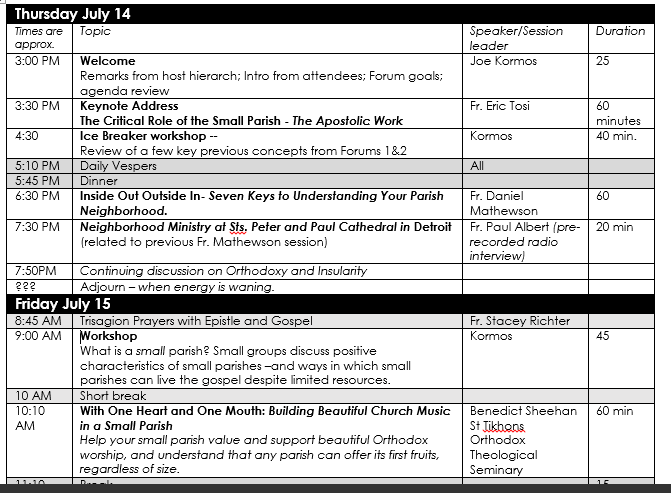 Thursday July 14
Times are approx. Topic Speaker/Session leader Duration
3:00 PM Welcome Joe Kormos 25
Remarks from host hierarch; Intro from attendees; Forum goals;
agenda review
3:30 PM Keynote Address Fr. Eric Tosi 60 minutes
The Critical Role of the Small Parish - The Apostolic Work
4:30 Ice Breaker workshop -- Kormos 40 min.
Review of a few key previous concepts from Forums 1&2
5:10 PM Daily Vespers All
5:45 PM Dinner
6:30 PM Inside Out Outside In- Seven Keys to Understanding Your Parish Fr. Daniel 60
Neighborhood. Mathewson
7:30 PM Neighborhood Ministry at Sts. Peter and Paul Cathedral in Detroit Fr. Paul Albert (pre- 20 min
(related to previous Fr. Mathewson session) recorded radio
interview)
7:50PM Continuing discussion on Orthodoxy and Insularity
??? Adjourn – when energy is waning.
Friday July 15
8:45 AM Trisagion Prayers with Epistle and Gospel Fr. Stacey Richter
9:00 AM Workshop Kormos 45
What is a small parish? Small groups discuss positive
characteristics of small parishes –and ways in which small
parishes can live the gospel despite limited resources.
10 AM Short break
10:10 With One Heart and One Mouth: Building Beautiful Church Music Benedict Sheehan 60 min
AM in a Small Parish St Tikhons
Help your small parish value and support beautiful Orthodox Orthodox
worship, and understand that any parish can offer its first fruits, Theological
regardless of size. Seminary
11:10 Break 15